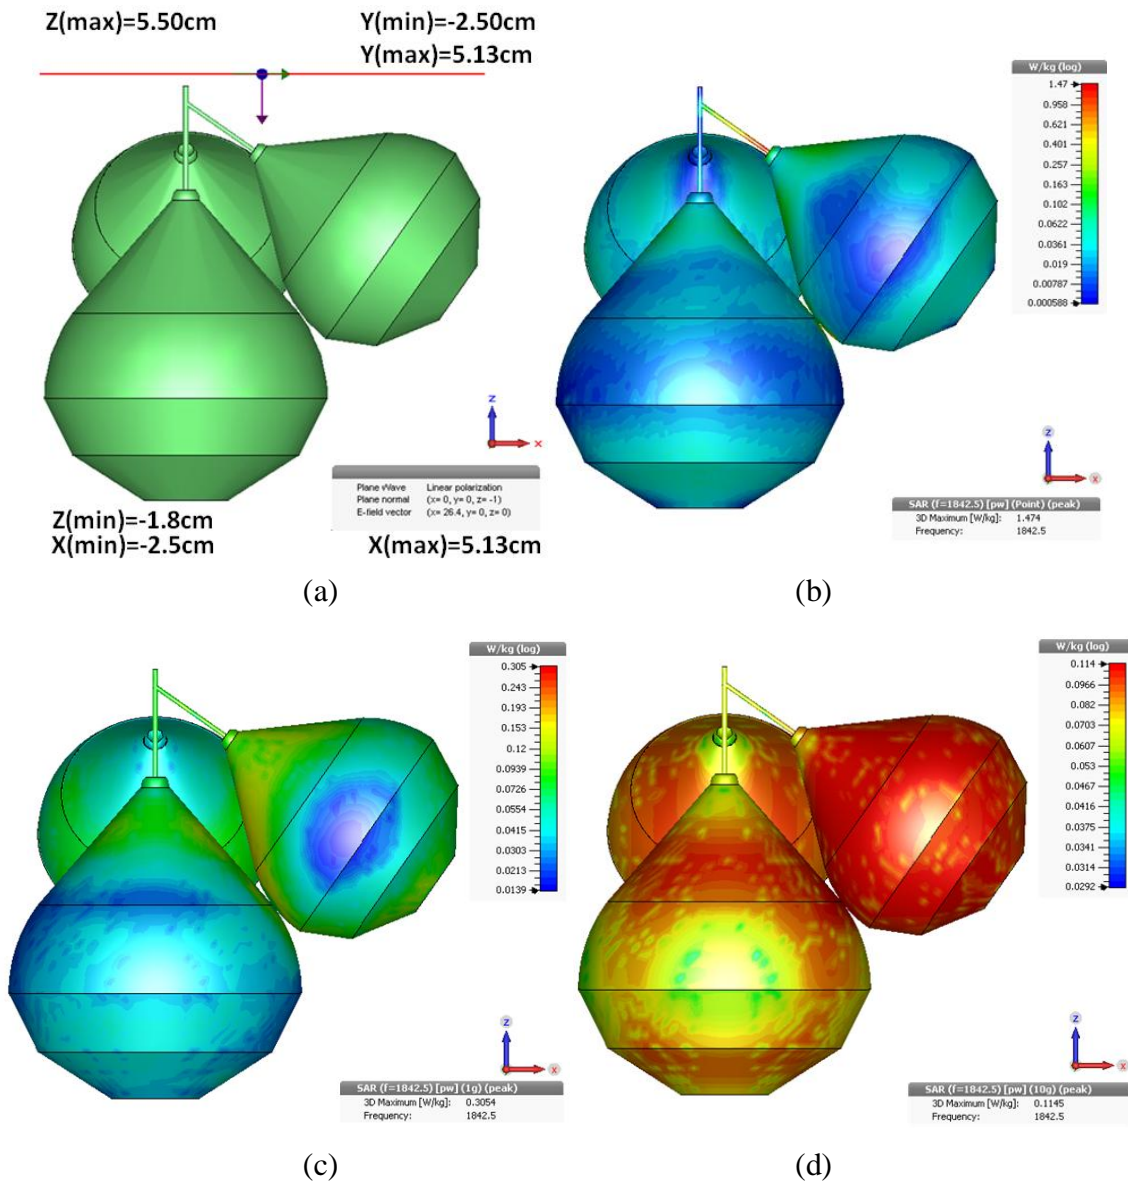 Z(max)=5.50cm
Y(min)=-2.50cm
Y(max)=5.13cm
z
x
Plane Wave Linear polarization
Plane normal (x= 0, y= 0, z= -1)
E-field vector (x= 26.4, y= 0, z= 0)
Z(min)=-1.8cm
X(min)=-2.5cm
X(max)=5.13cm
(a)
W/kg (log)
1.47
0.958
0.621
0.401
0.257
0.163
0.102
0.0622
0.0361
0.019
0.00787
0.000588
z
x
SAR (f=1842.5) [pw] (Point) (peak)
3D Maximum [W/kg]: 1.474
Frequency: 1842.5
(b)
W/kg (log)
0.305
0.243
0.193
0.153
0.12
0.0939
0.0726
0.0554
0.0415
0.0303
0.0213
0.0139
z
x
SAR (f=1842.5) [pw] (1g) (peak)
3D Maximum [W/kg]: 0.3054
Frequency: 1842.5
(c)
W/kg (log)
0.114
0.0966
0.082
0.0703
0.0607
0.053
0.0467
0.0416
0.0375
0.0341
0.0314
0.0292
z
x
SAR (f=1842.5) [pw] (10g) (peak)
3D Maximum [W/kg]: 0.1145
Frequency: 1842.5
(d)